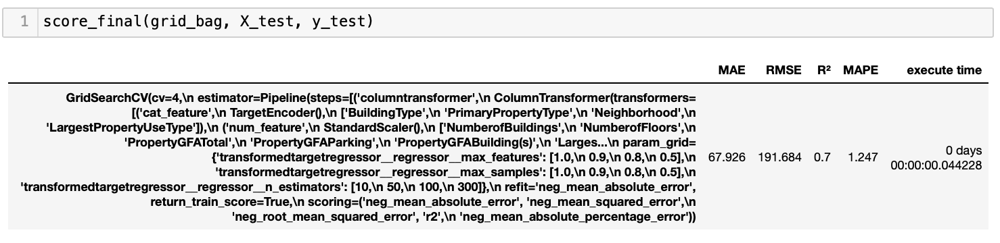 1 score_final(grid_bag, X_test, y_test)
MAE RMSE R² MAPE execute time
GridSearchCV(cv=4,\n estimator=Pipeline(steps=[('columntransformer',\n ColumnTransformer(transformers=
[('cat_feature',\n TargetEncoder(),\n ['BuildingType',\n 'PrimaryPropertyType',\n 'Neighborhood',\n
'LargestPropertyUseType']),\n ('num_feature',\n StandardScaler(),\n ['NumberofBuildings',\n 'NumberofFloors',\n
'PropertyGFATotal',\n 'PropertyGFAParking',\n 'PropertyGFABuilding(s)',\n 'Larges...\n param_grid=
{'transformedtargetregressor__regressor__max_features': [1.0,\n 0.9,\n 0.8,\n 0.5],\n
'transformedtargetregressor__regressor__max_samples': [1.0,\n 0.9,\n 0.8,\n 0.5],\n
'transformedtargetregressor__regressor__n_estimators': [10,\n 50,\n 100,\n 300]},\n refit='neg_mean_absolute_error',
return_train_score=True,\n scoring=('neg_mean_absolute_error', 'neg_mean_squared_error',\n
'neg_root_mean_squared_error', 'r2',\n 'neg_mean_absolute_percentage_error'))
67.926 191.684 0.7 1.247 0 days
00:00:00.044228